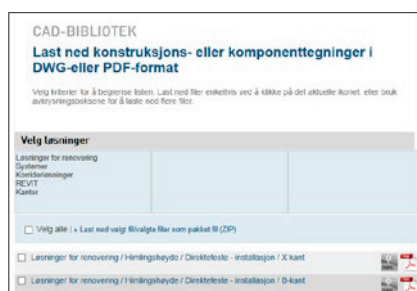 CAD-BIBLIOTEK
Last ned konstruksjons- eller komponenttegninger i
DWG-eller PDF-format
Velg kriterier for å begrense listen. Last ned filer enkeltvis ved å klikke på det aktuelle ikonet, eller bruk
avkrysningsboksene for å laste ned flere filer.
Velg løsninger
Løsninger for renovering
Systemer
Korridorløsninger
REVIT
Kanter
Velg alle | » Last ned valgt fil/valgte filer som pakket fil (ZIP)
Løsninger for renovering / Himlingshøyde / Direktefeste - installasjon / X kant
Løsninger for renovering / Himlingshøyde / Direktefeste - installasjon / B-kant